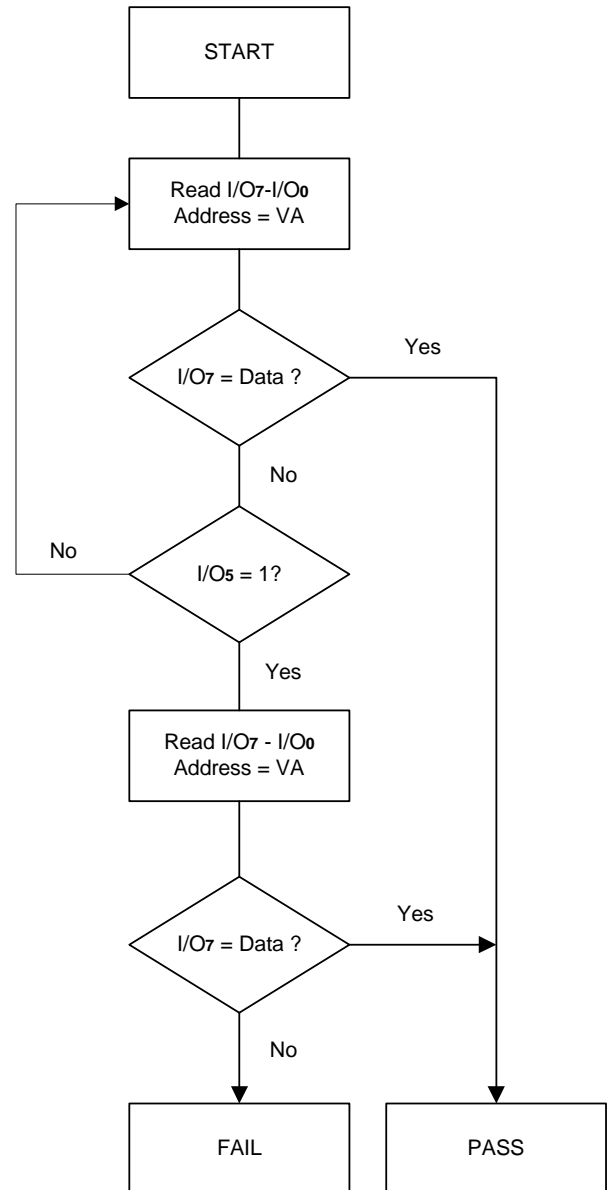 START
Read I/O7-I/O0
Address = VA
Yes
I/O7 = Data ?
No
No
I/O5 = 1?
Yes
Read I/O7 - I/O0
Address = VA
Yes
I/O7 = Data ?
No
FAIL
PASS